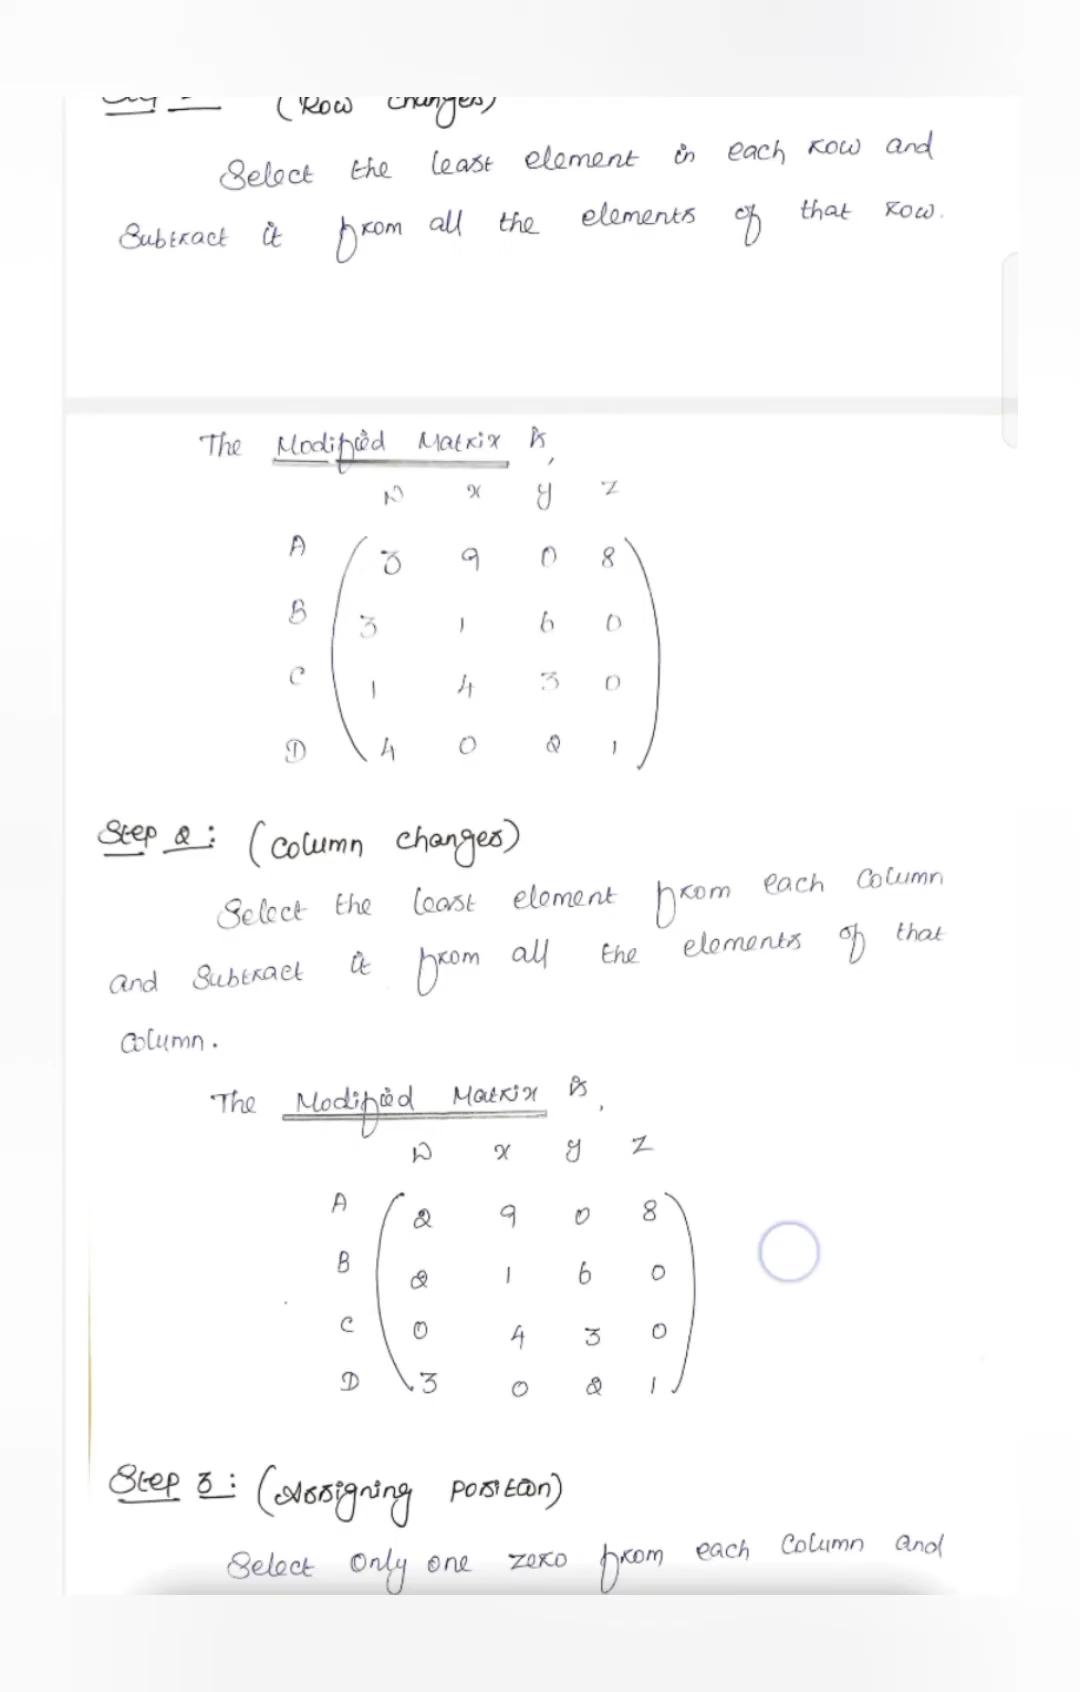 (Row changes)
Select the least element in each row and
Subtract it from all the elements of that row.
The Modified Matrix is,
W x y z
A 3 9 0 8
B 3 1 6 0
C 1 4 3 0
D 4 0 2 1
Step 2: (Column changes)
Select the least element from each column
and Subtract it from all the elements of that
column.
The Modified Matrix is,
W x y z
A 2 9 0 8
B 2 1 6 0
C 0 4 3 0
D 3 0 2 1
Step 3: (Assigning position)
Select only one zero from each column and